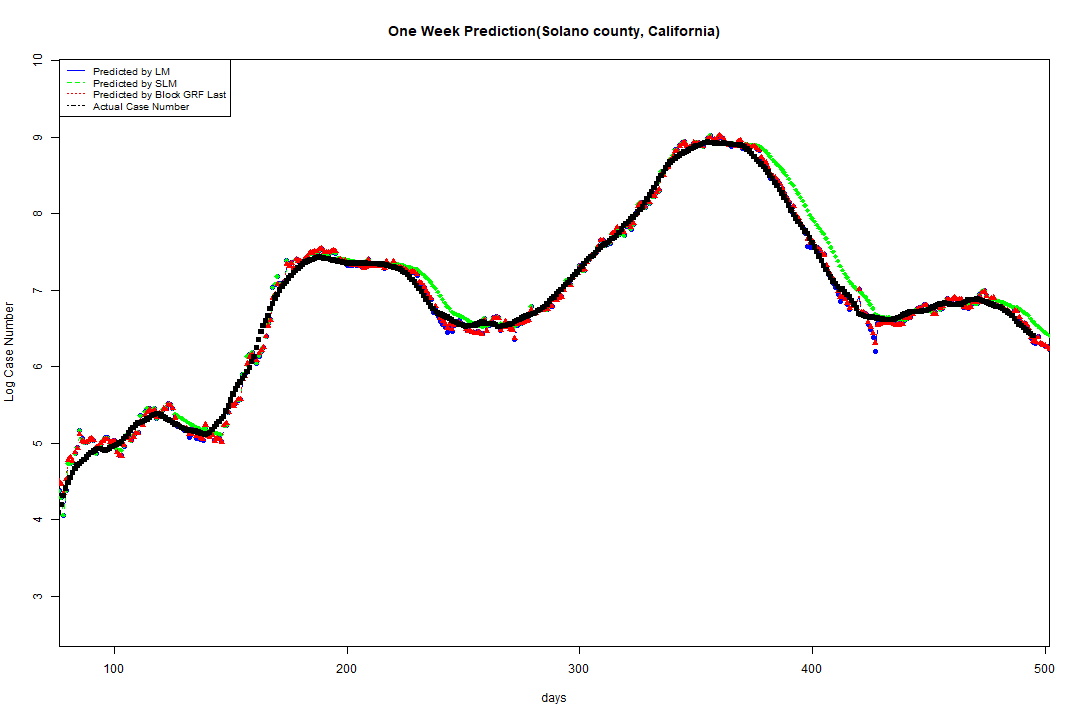 One Week Prediction(Solano county, California)
Predicted by LM
Predicted by SLM
Predicted by Block GRF Last
Actual Case Number
10
9
8
7
6
5
4
3
Log Case Number
100 200 300 400 500
days